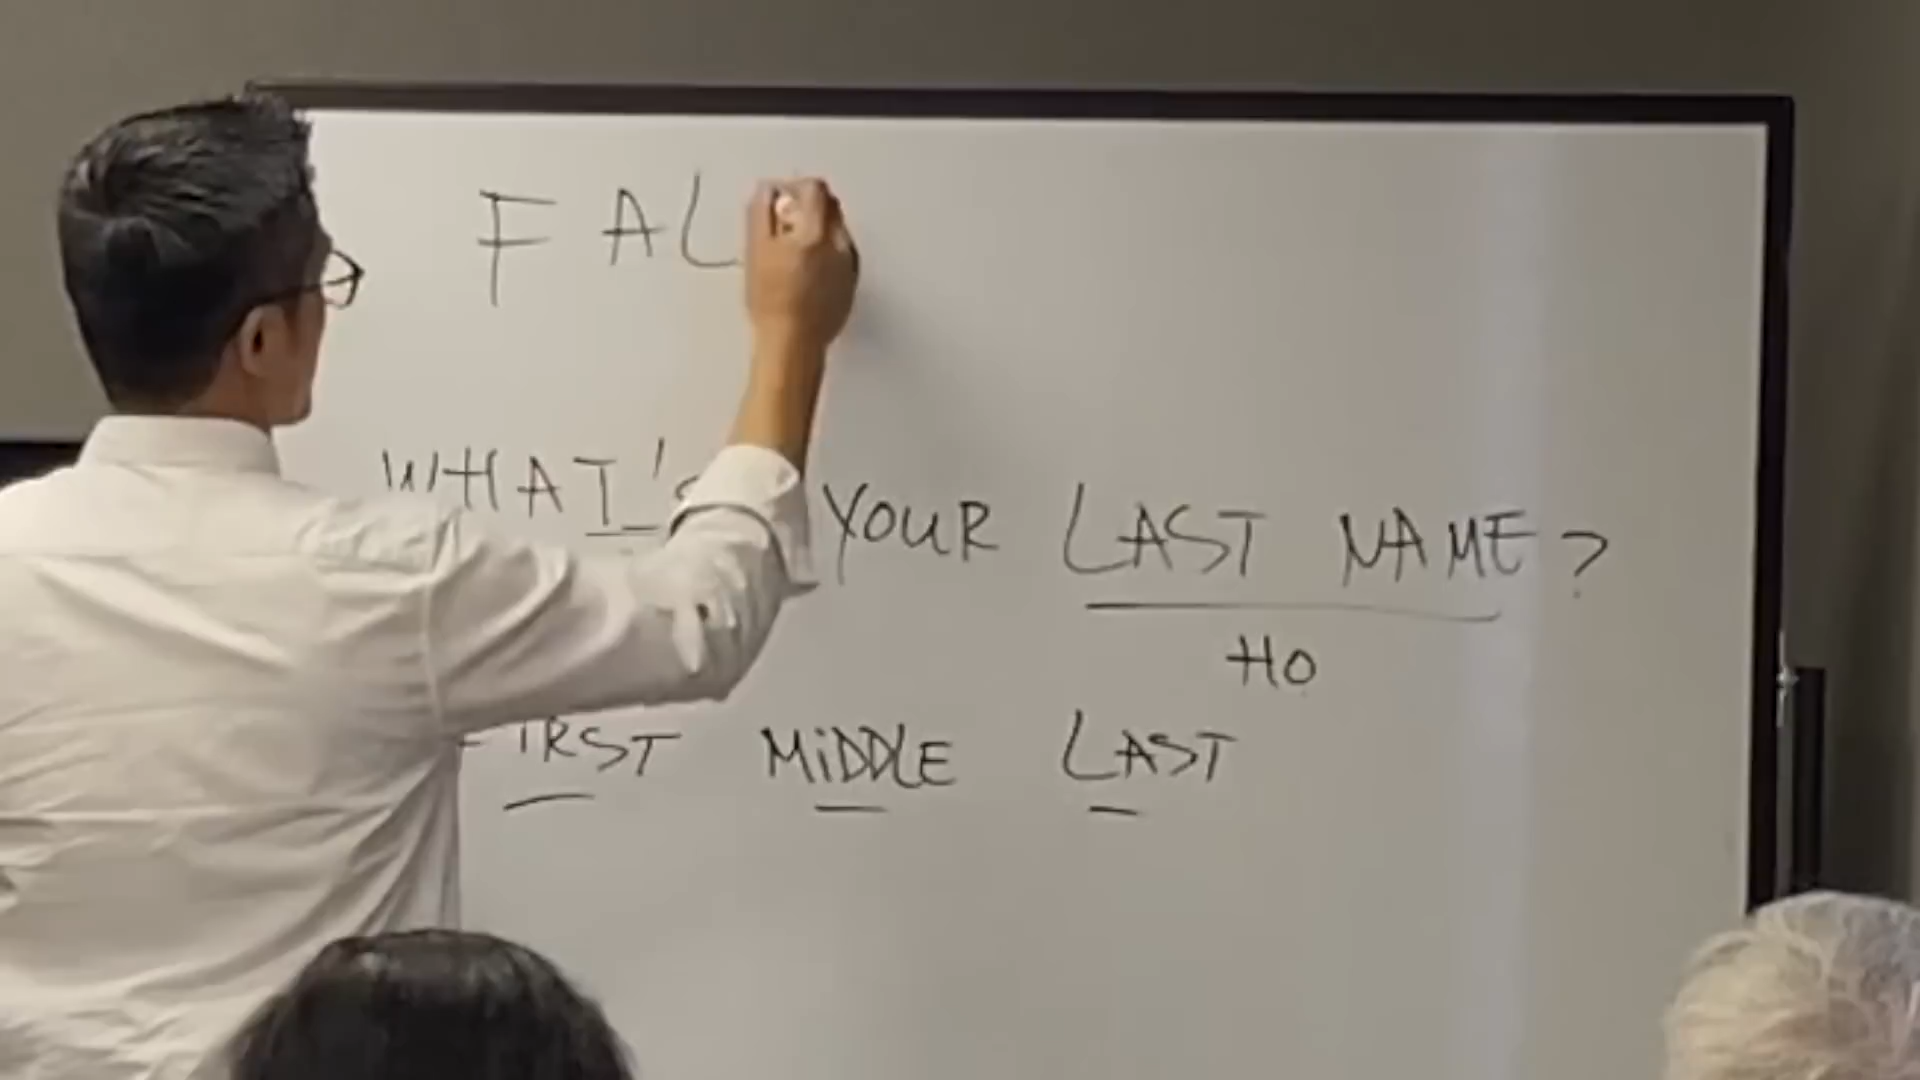 FAL
WHAT'S YOUR LAST NAME?
HO
FIRST MIDDLE LAST